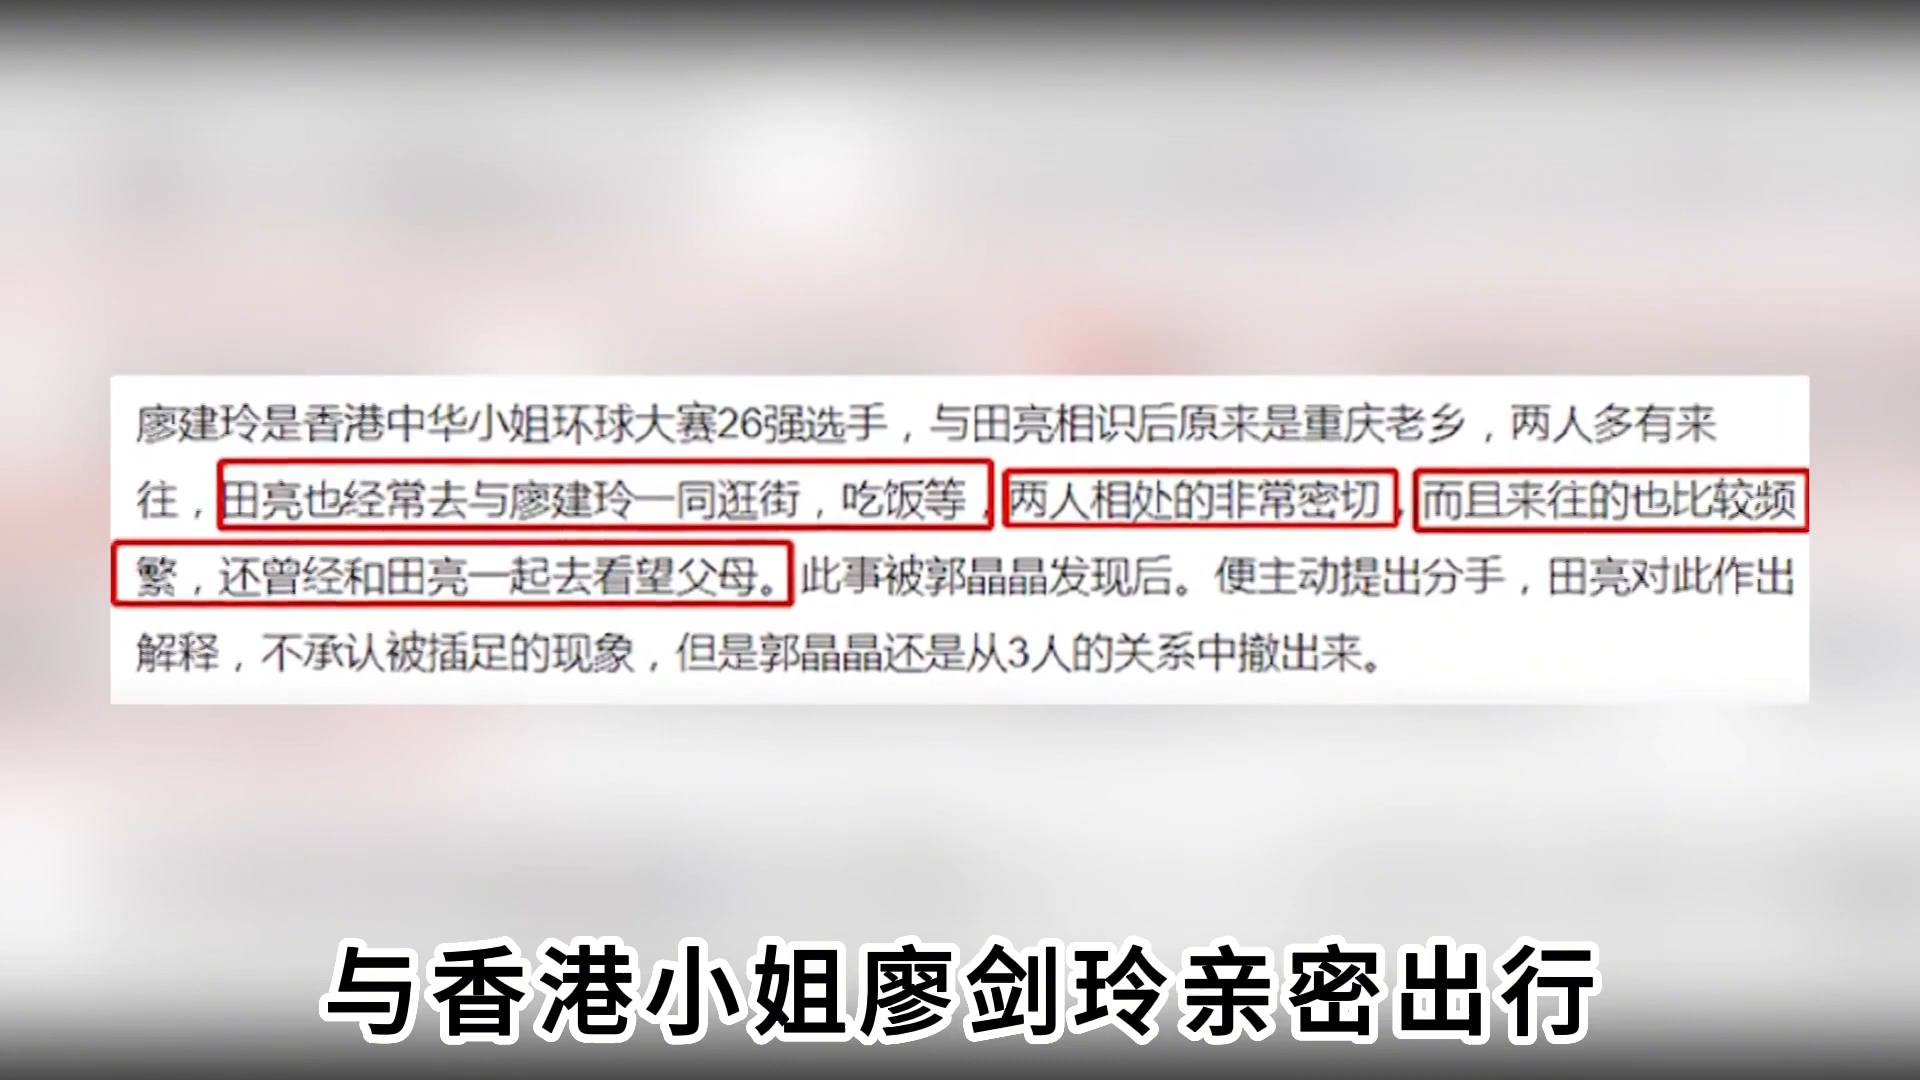 廖建玲是香港中华小姐环球大赛26强选手，与田亮相识后原来是重庆老乡，两人多有来
往，田亮也经常去与廖建玲一同逛街，吃饭等，两人相处的非常密切，而且来往的也比较频
繁，还曾经和田亮一起去看望父母。此事被郭晶晶发现后。便主动提出分手，田亮对此作出
解释，不承认被插足的现象，但是郭晶晶还是从3人的关系中撤出来。
与香港小姐廖剑玲亲密出行